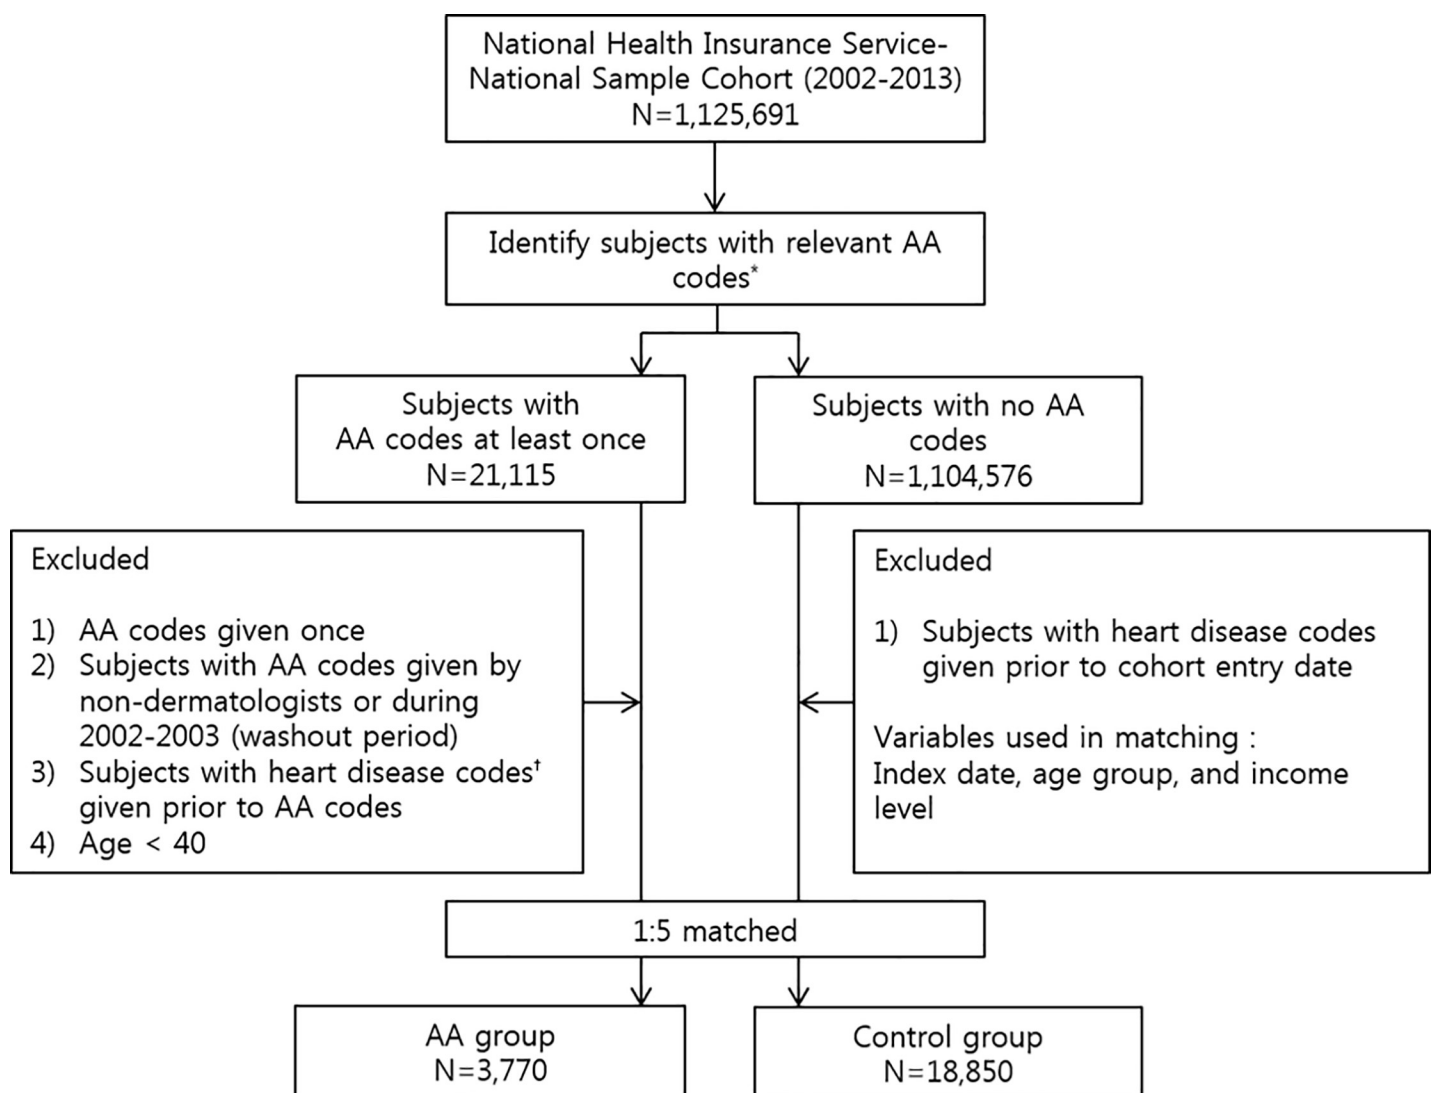 National Health Insurance Service-
National Sample Cohort (2002-2013)
N=1,125,691
Identify subjects with relevant AA
codes*
Subjects with
AA codes at least once
N=21,115
Subjects with no AA
codes
N=1,104,576
Excluded
1) AA codes given once
2) Subjects with AA codes given by
non-dermatologists or during
2002-2003 (washout period)
3) Subjects with heart disease codes†
given prior to AA codes
4) Age < 40
Excluded
1) Subjects with heart disease codes
given prior to cohort entry date
Variables used in matching :
Index date, age group, and income
level
1:5 matched
AA group
N=3,770
Control group
N=18,850